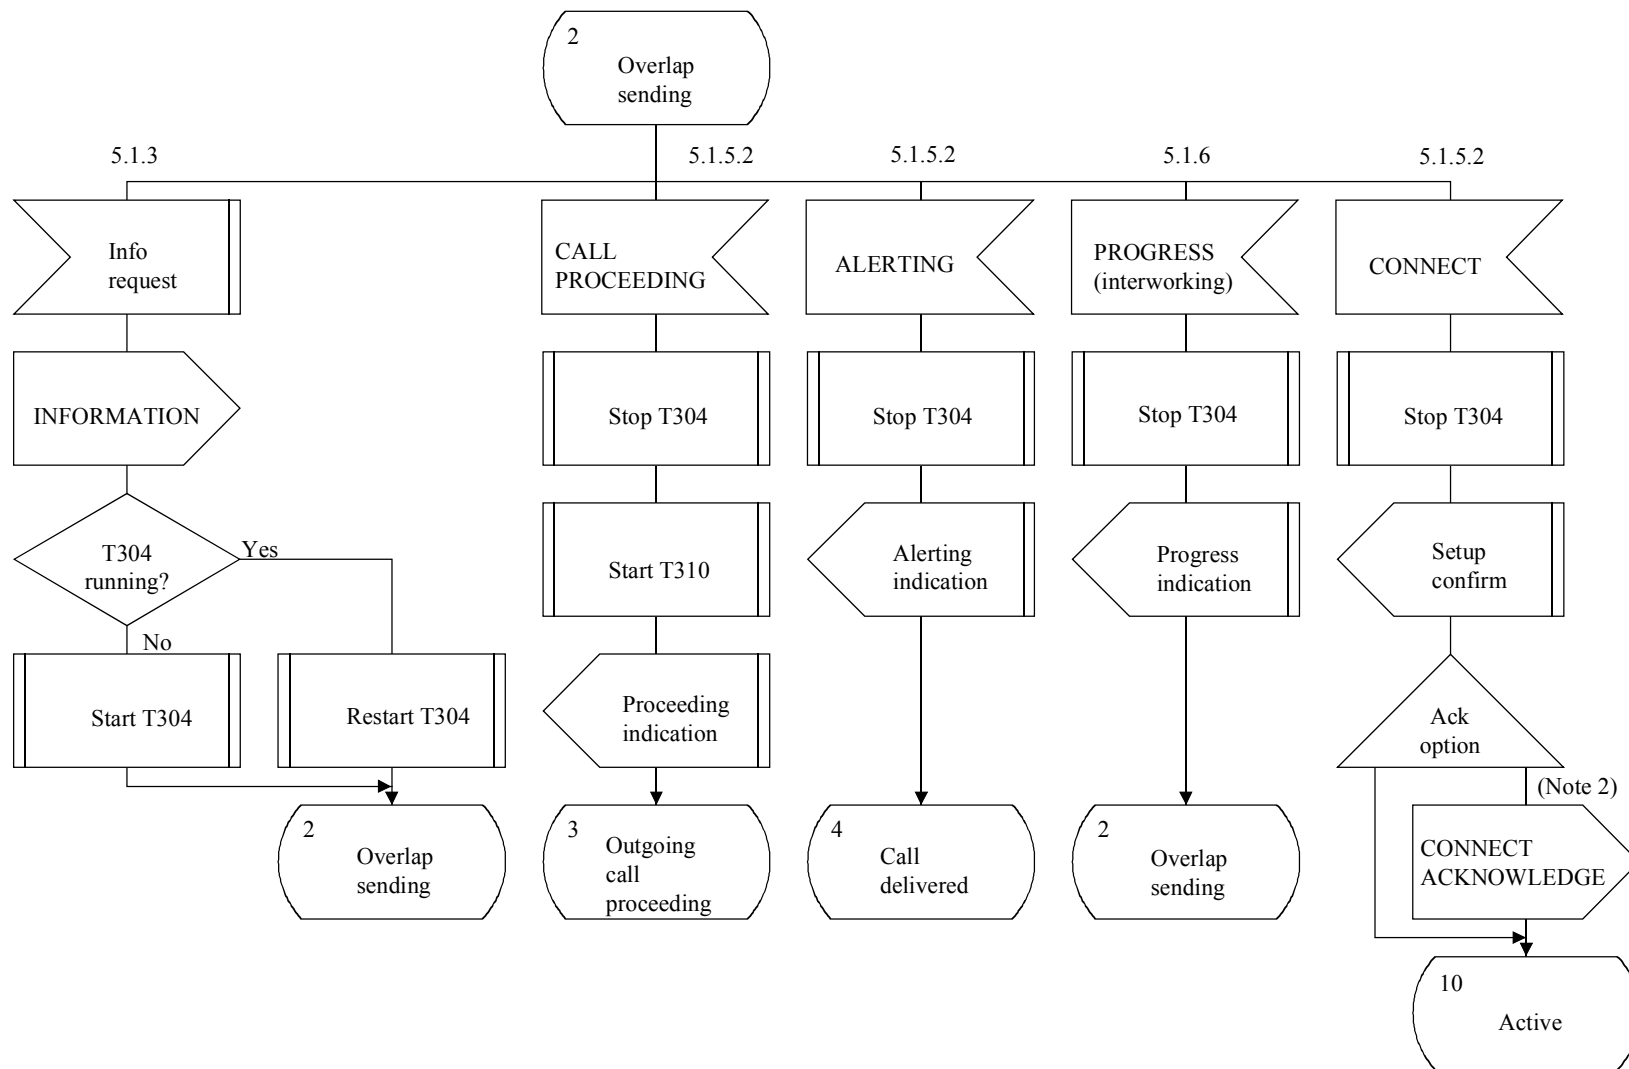 2
Overlap
sending
5.1.3
5.1.5.2
5.1.5.2
5.1.6
5.1.5.2
Info
request
CALL
PROCEEDING
ALERTING
PROGRESS
(interworking)
CONNECT
INFORMATION
Stop T304
Stop T304
Stop T304
Stop T304
T304
running?
Yes
No
Start T310
Alerting
indication
Progress
indication
Setup
confirm
Start T304
Restart T304
Proceeding
indication
Ack
option
(Note 2)
2
Overlap
sending
3
Outgoing
call
proceeding
4
Call
delivered
2
Overlap
sending
CONNECT
ACKNOWLEDGE
10
Active